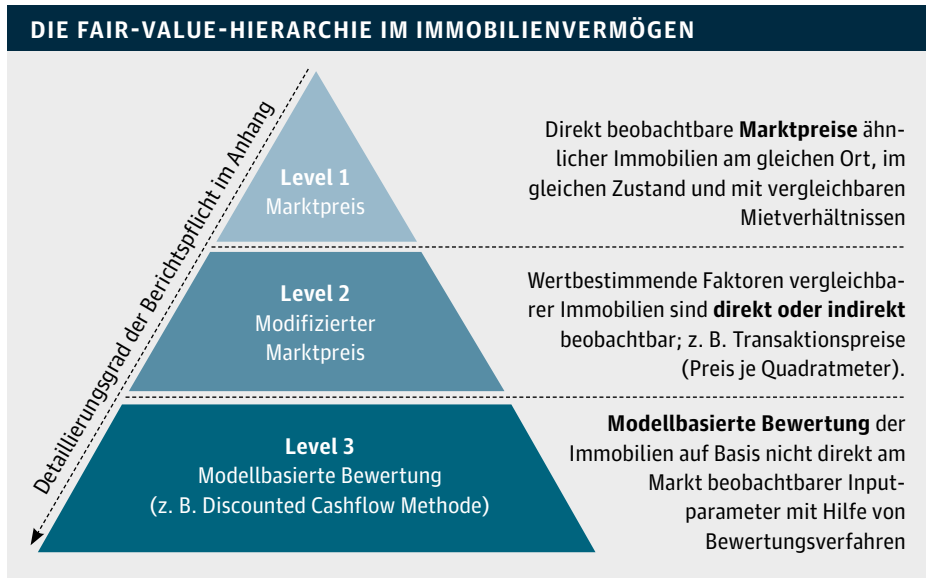 DIE FAIR-VALUE-HIERARCHIE IM IMMOBILIENVERMÖGEN
Detaillierungsgrad der Berichtspflicht im Anhang
Level 1
Marktpreis
Direkt beobachtbare Marktpreise ähn-
licher Immobilien am gleichen Ort, im
gleichen Zustand und mit vergleichbaren
Mietverhältnissen
Level 2
Modifizierter
Marktpreis
Wertbestimmende Faktoren vergleichba-
rer Immobilien sind direkt oder indirekt
beobachtbar; z. B. Transaktionspreise
(Preis je Quadratmeter).
Level 3
Modellbasierte Bewertung
(z. B. Discounted Cashflow Methode)
Modellbasierte Bewertung der
Immobilien auf Basis nicht direkt am
Markt beobachtbarer Input-
parameter mit Hilfe von
Bewertungsverfahren